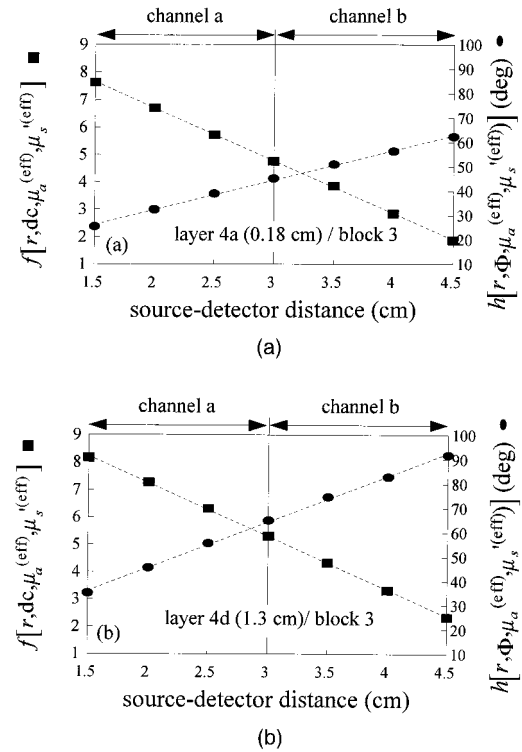 channel a channel b
f[r,dc,μa(eff),μs'(eff)]
9
8
7
6
5
4
3
2
1
100
90
80
70
60
50
40
30
20
10
h[r,Φ,μa(eff),μs'(eff)] (deg)
(a) layer 4a (0.18 cm) / block 3
1.5 2 2.5 3 3.5 4 4.5
source-detector distance (cm)
(a)
channel a channel b
f[r,dc,μa(eff),μs'(eff)]
9
8
7
6
5
4
3
2
1
100
90
80
70
60
50
40
30
20
10
h[r,Φ,μa(eff),μs'(eff)] (deg)
(b) layer 4d (1.3 cm)/ block 3
1.5 2 2.5 3 3.5 4 4.5
source-detector distance (cm)
(b)